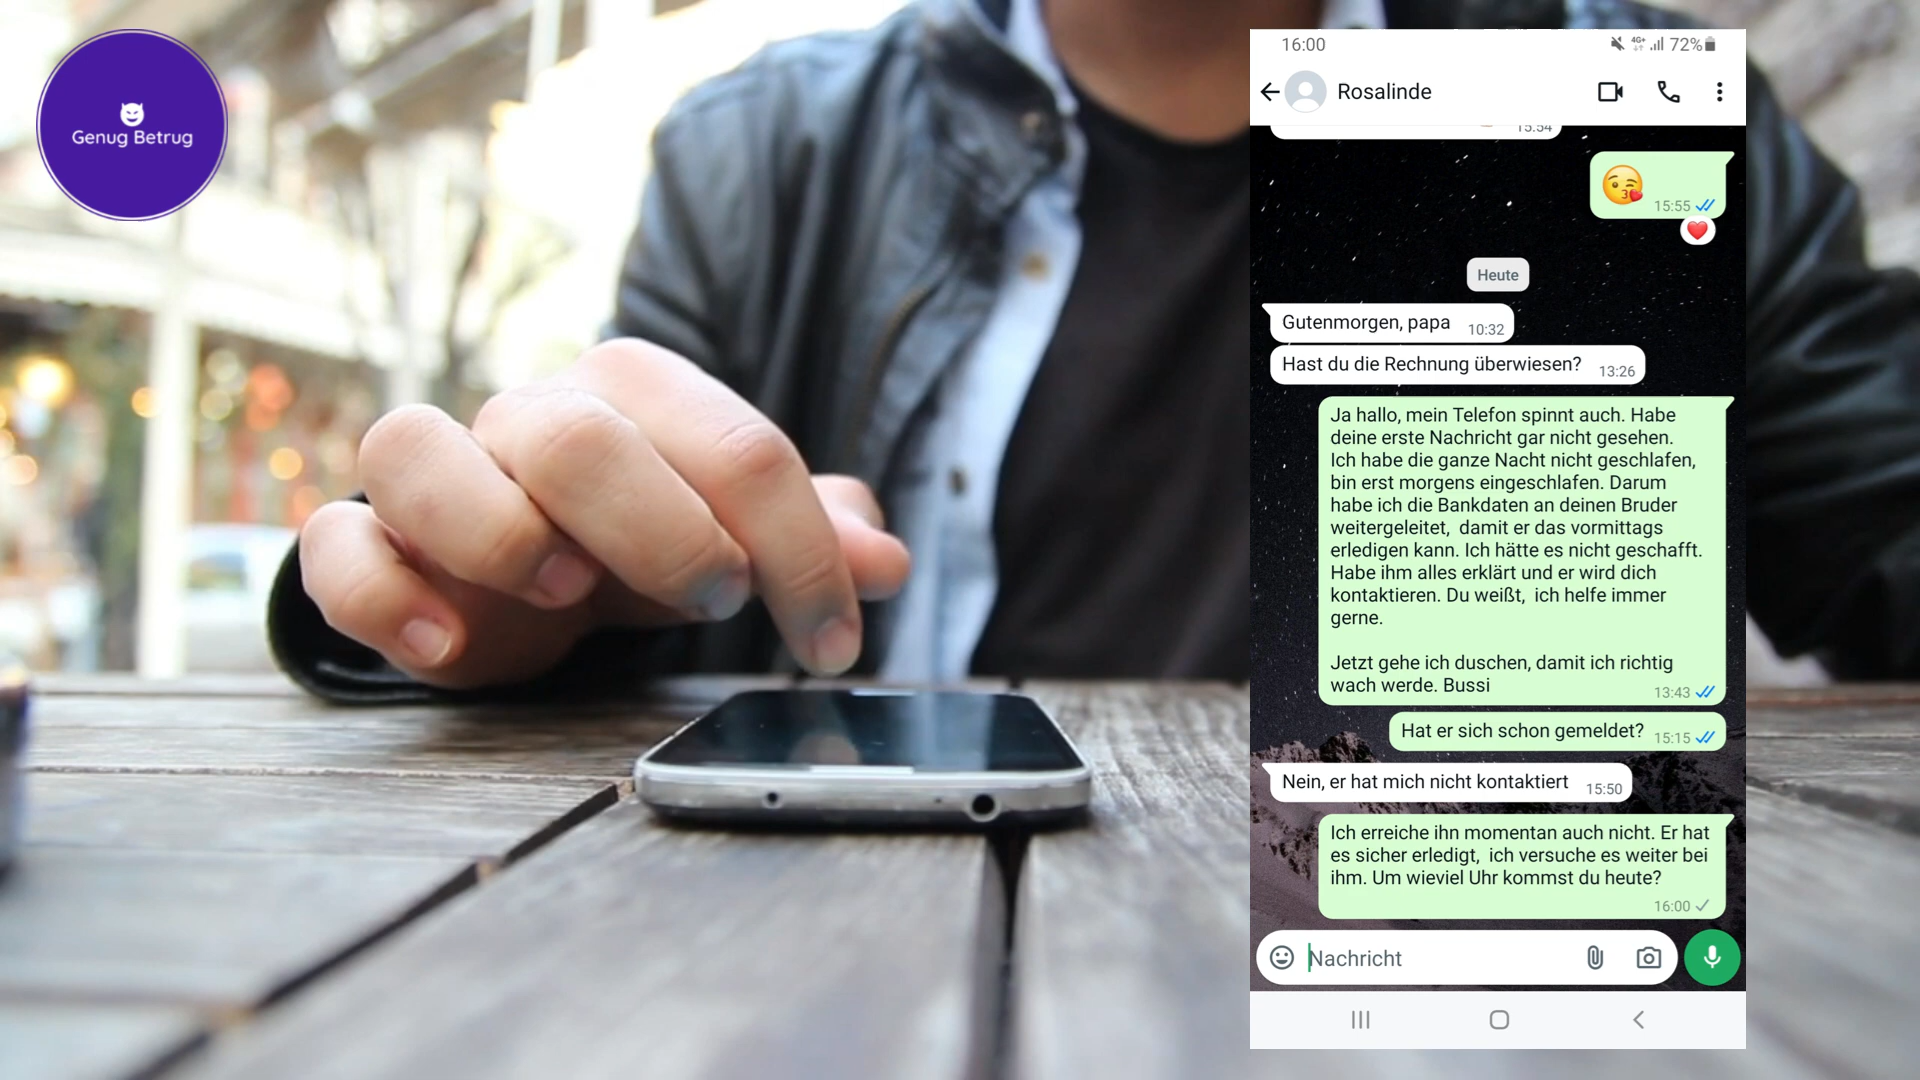 Genug Betrug
16:00
4G+
72%
Rosalinde
15:54
15:55
Heute
Gutenmorgen, papa 10:32
Hast du die Rechnung überwiesen? 13:26
Ja hallo, mein Telefon spinnt auch. Habe
deine erste Nachricht gar nicht gesehen.
Ich habe die ganze Nacht nicht geschlafen,
bin erst morgens eingeschlafen. Darum
habe ich die Bankdaten an deinen Bruder
weitergeleitet, damit er das vormittags
erledigen kann. Ich hätte es nicht geschafft.
Habe ihm alles erklärt und er wird dich
kontaktieren. Du weißt, ich helfe immer
gerne.
Jetzt gehe ich duschen, damit ich richtig
wach werde. Bussi 13:43
Hat er sich schon gemeldet? 15:15
Nein, er hat mich nicht kontaktiert 15:50
Ich erreiche ihn momentan auch nicht. Er hat
es sicher erledigt, ich versuche es weiter bei
ihm. Um wieviel Uhr kommst du heute?
16:00
Nachricht